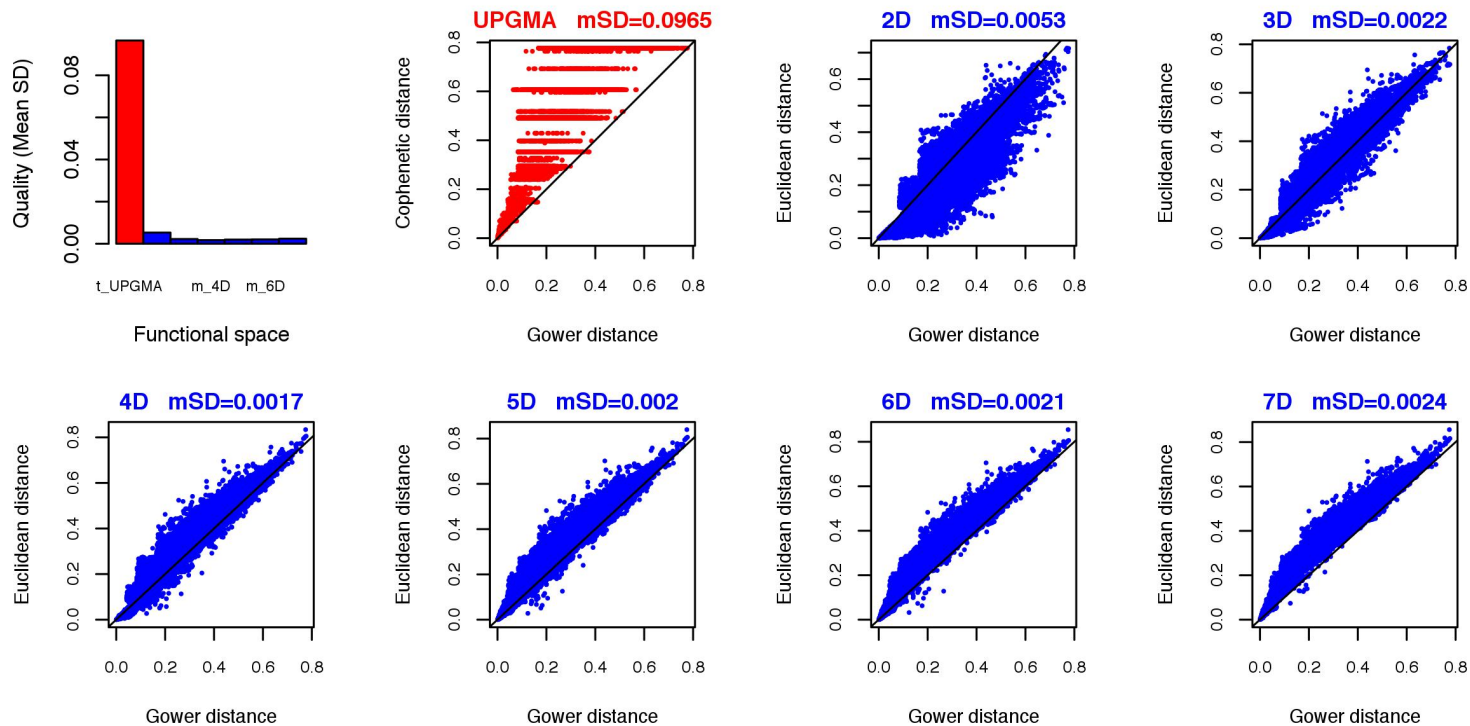 Quality (Mean SD)
0.00 0.04 0.08
t_UPGMA m_4D m_6D
Functional space
UPGMA mSD=0.0965
Cophenetic distance
0.0 0.2 0.4 0.6 0.8
0.0 0.2 0.4 0.6 0.8
Gower distance
2D mSD=0.0053
Euclidean distance
0.0 0.2 0.4 0.6
0.0 0.2 0.4 0.6 0.8
Gower distance
3D mSD=0.0022
Euclidean distance
0.0 0.2 0.4 0.6 0.8
0.0 0.2 0.4 0.6 0.8
Gower distance
4D mSD=0.0017
Euclidean distance
0.0 0.2 0.4 0.6 0.8
0.0 0.2 0.4 0.6 0.8
Gower distance
5D mSD=0.002
Euclidean distance
0.0 0.2 0.4 0.6 0.8
0.0 0.2 0.4 0.6 0.8
Gower distance
6D mSD=0.0021
Euclidean distance
0.0 0.2 0.4 0.6 0.8
0.0 0.2 0.4 0.6 0.8
Gower distance
7D mSD=0.0024
Euclidean distance
0.0 0.2 0.4 0.6 0.8
0.0 0.2 0.4 0.6 0.8
Gower distance